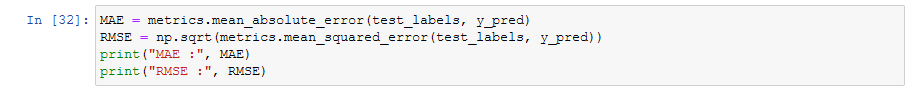 In [32]: MAE = metrics.mean_absolute_error(test_labels, y_pred)
RMSE = np.sqrt(metrics.mean_squared_error(test_labels, y_pred))
print("MAE :", MAE)
print("RMSE :", RMSE)